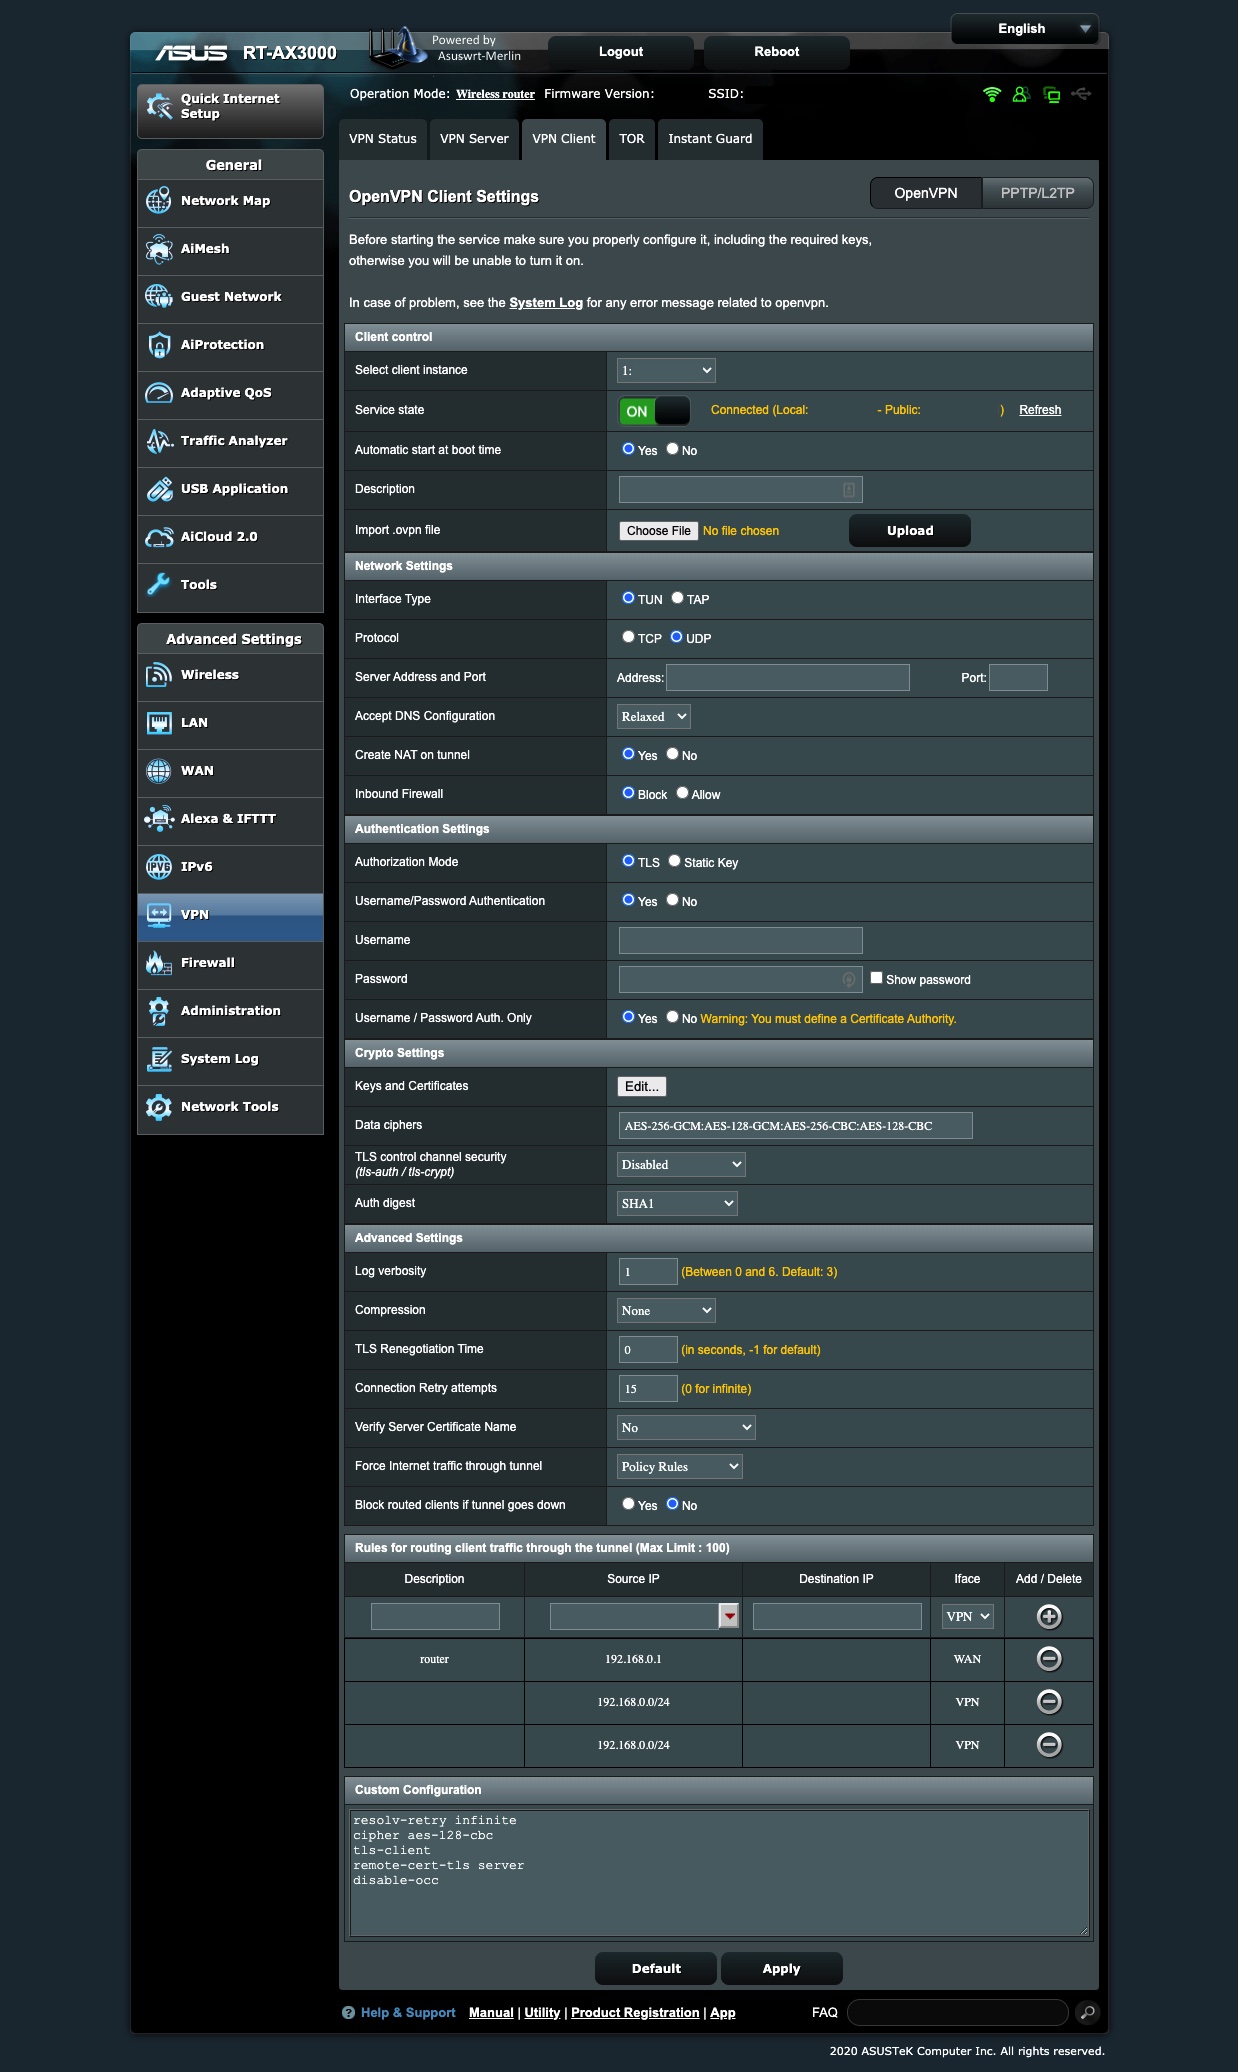 English
ASUS RT-AX3000
Powered by
Asuswrt-Merlin
Logout
Reboot
Quick Internet
Setup
Operation Mode: Wireless router Firmware Version: SSID:
VPN Status
VPN Server
VPN Client
TOR
Instant Guard
General
Network Map
AiMesh
Guest Network
AiProtection
Adaptive QoS
Traffic Analyzer
USB Application
AiCloud 2.0
Tools
Advanced Settings
Wireless
LAN
WAN
Alexa & IFTTT
IPv6
IPV6
VPN
Firewall
Administration
System Log
Network Tools
OpenVPN Client Settings
OpenVPN
PPTP/L2TP
Before starting the service make sure you properly configure it, including the required keys,
otherwise you will be unable to turn it on.
In case of problem, see the System Log for any error message related to openvpn.
Client control
Select client instance 1:
Service state ON Connected (Local: - Public: ) Refresh
Automatic start at boot time Yes No
Description
Import .ovpn file Choose File No file chosen Upload
Network Settings
Interface Type TUN TAP
Protocol TCP UDP
Server Address and Port Address: Port:
Accept DNS Configuration Relaxed
Create NAT on tunnel Yes No
Inbound Firewall Block Allow
Authentication Settings
Authorization Mode TLS Static Key
Username/Password Authentication Yes No
Username
Password Show password
Username / Password Auth. Only Yes No Warning: You must define a Certificate Authority.
Crypto Settings
Keys and Certificates Edit...
Data ciphers AES-256-GCM:AES-128-GCM:AES-256-CBC:AES-128-CBC
TLS control channel security
(tls-auth / tls-crypt) Disabled
Auth digest SHA1
Advanced Settings
Log verbosity 1 (Between 0 and 6. Default: 3)
Compression None
TLS Renegotiation Time 0 (in seconds, -1 for default)
Connection Retry attempts 15 (0 for infinite)
Verify Server Certificate Name No
Force Internet traffic through tunnel Policy Rules
Block routed clients if tunnel goes down Yes No
Rules for routing client traffic through the tunnel (Max Limit : 100)
Description Source IP Destination IP Iface Add / Delete
VPN
router 192.168.0.1 WAN
192.168.0.0/24 VPN
192.168.0.0/24 VPN
Custom Configuration
resolv-retry infinite
cipher aes-128-cbc
tls-client
remote-cert-tls server
disable-occ
Default
Apply
? Help & Support Manual | Utility | Product Registration | App FAQ
2020 ASUSTeK Computer Inc. All rights reserved.